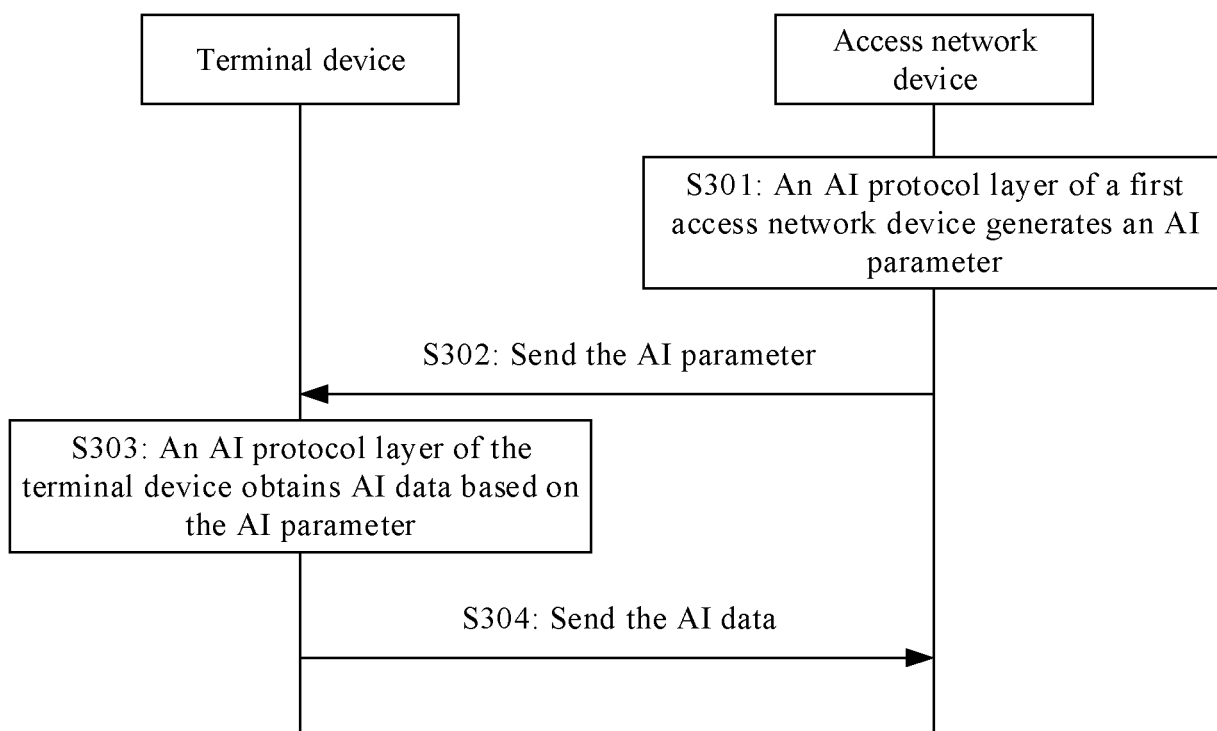 Terminal device
Access network
device
S301: An AI protocol layer of a first
access network device generates an AI
parameter
S302: Send the AI parameter
S303: An AI protocol layer of the
terminal device obtains AI data based on
the AI parameter
S304: Send the AI data